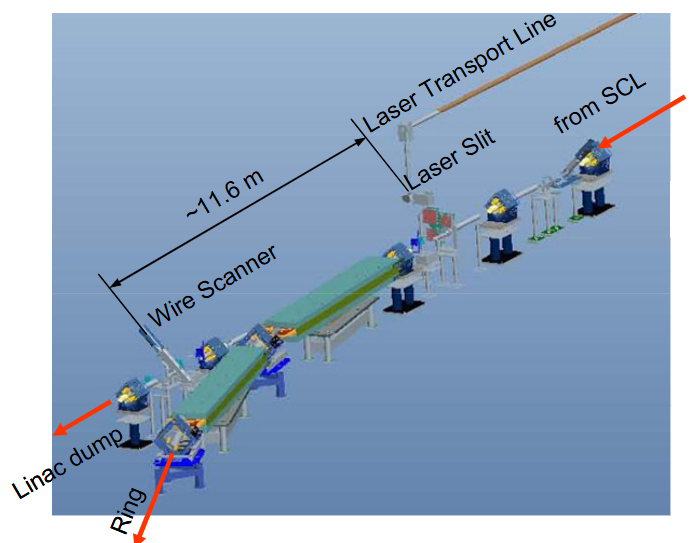 Laser Transport Line
from SCL
Laser Slit
~11.6 m
Wire Scanner
Linac dump
Ring